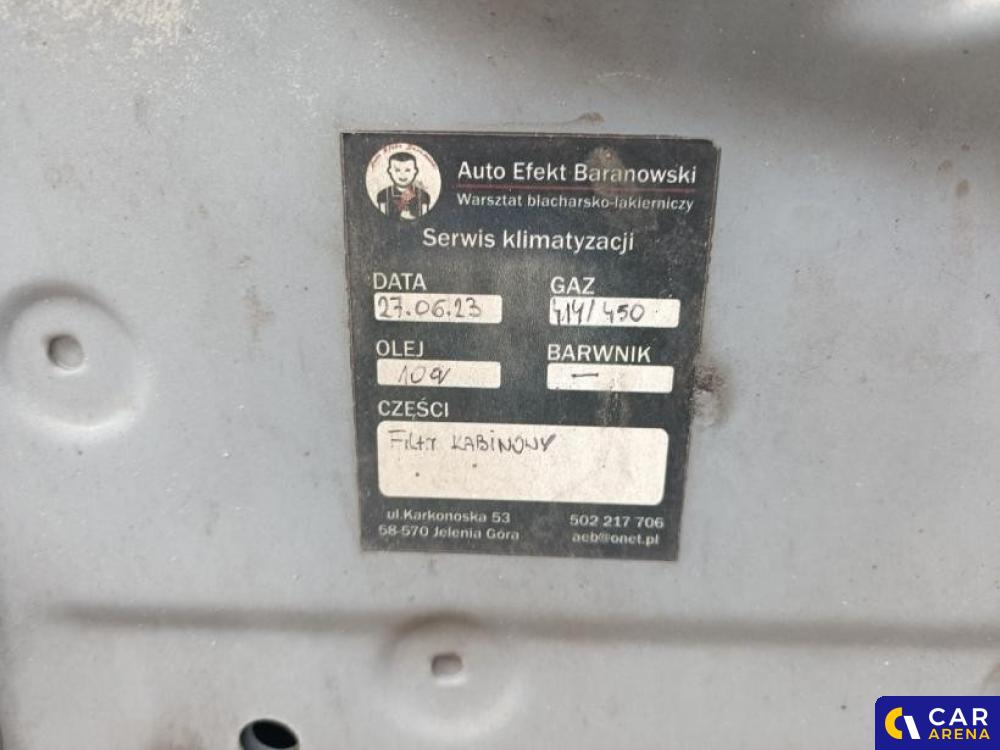 Auto Efekt Baranowski
Warsztat blacharsko-lakierniczy
Serwis klimatyzacji
DATA
27.06.23
GAZ
414/450
OLEJ
10g
BARWNIK
—
CZĘŚCI
Filtr KABINOWY
ul.Karkonoska 53
58-570 Jelenia Góra
502 217 706
aeb@onet.pl
CAR
ARENA